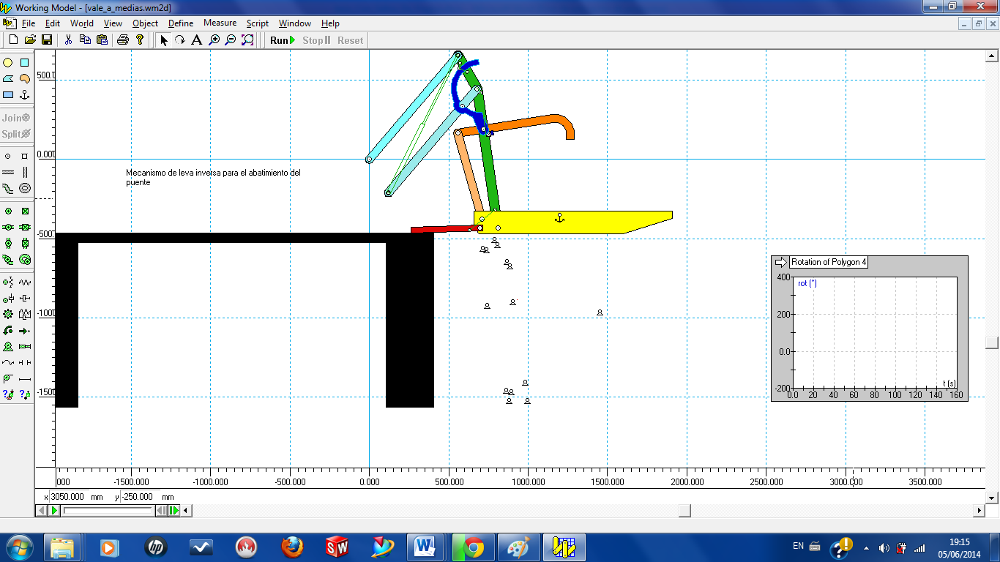 Working Model - [vale_a_medias.wm2d]
File Edit World View Object Define Measure Script Window Help
Run Stop Reset
Join
Split
500.0
0.000
-500.0
-1000
-1500
Mecanismo de leva inversa para el abatimiento del
puente
Rotation of Polygon 4
400
rot (°)
200
0.0
t (s)
-200
0.0 20 40 60 80 100 120 140 160
000 -1500.000 -1000.000 -500.000 0.000 500.000 1000.000 1500.000 2000.000 2500.000 3000.000 3500.000
x 3050.000 mm y -250.000 mm
hp
SW
W
EN
19:15
05/06/2014